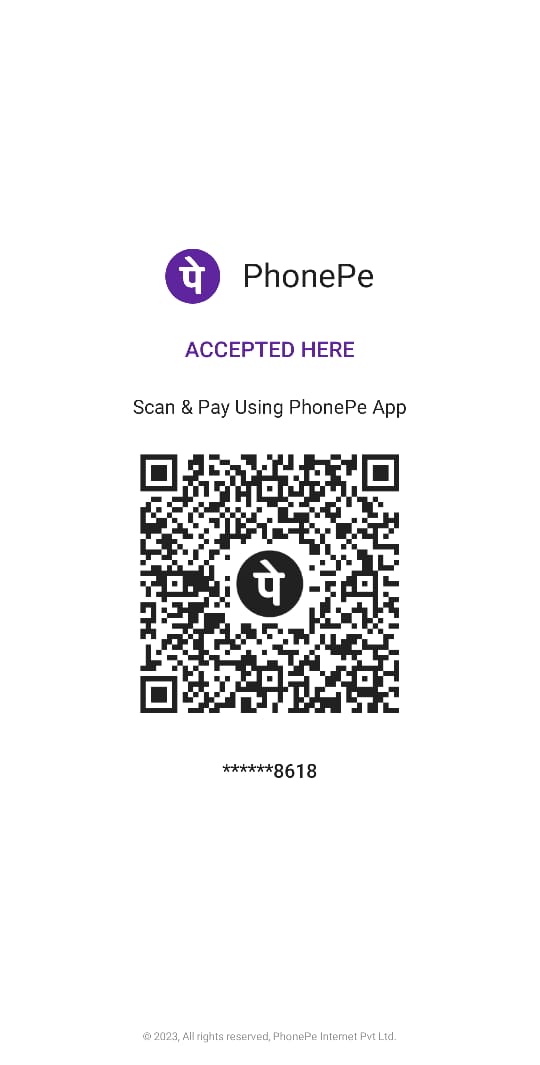 पे PhonePe
ACCEPTED HERE
Scan & Pay Using PhonePe App
पे
******8618
© 2023, All rights reserved, PhonePe Internet Pvt Ltd.